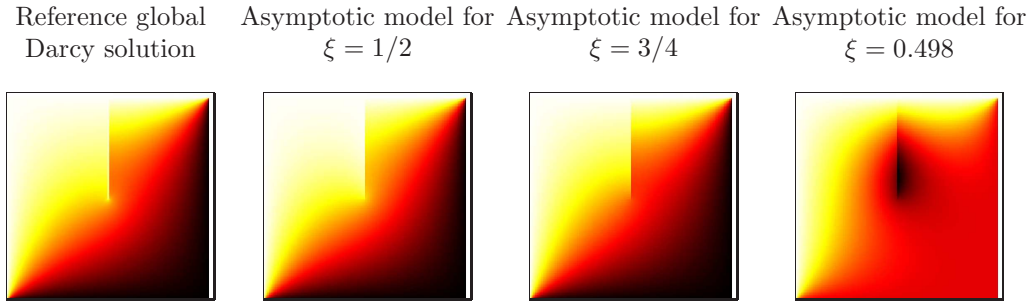 Reference global
Darcy solution
Asymptotic model for
ξ = 1/2
Asymptotic model for
ξ = 3/4
Asymptotic model for
ξ = 0.498